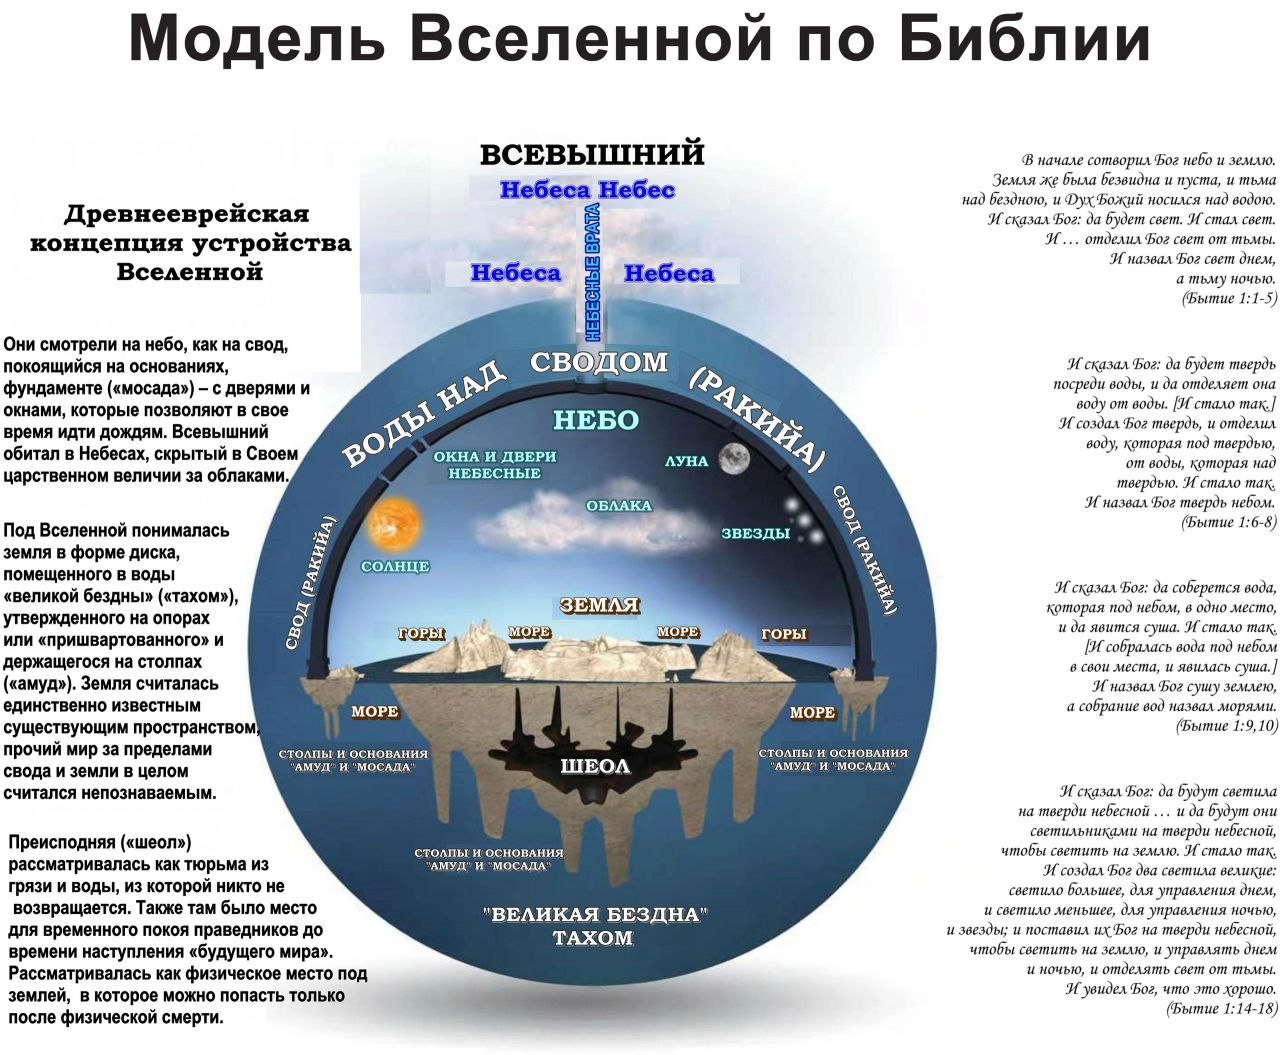 Модель Вселенной по Библии
Древнееврейская
концепция устройства
Вселенной
Они смотрели на небо, как на свод,
покоящийся на основаниях,
фундаменте («мосада») – с дверями и
окнами, которые позволяют в свое
время идти дождям. Всевышний
обитал в Небесах, скрытый в Своем
царственном величии за облаками.
Под Вселенной понималась
земля в форме диска,
помещенного в воды
«великой бездны» («тахом»),
утвержденного на опорах
или «пришвартованного» и
держащегося на столпах
(«амуд»). Земля считалась
единственно известным
существующим пространством,
прочий мир за пределами
свода и земли в целом
считался непознаваемым.
Преисподняя («шеол»)
рассматривалась как тюрьма из
грязи и воды, из которой никто не
возвращается. Также там было место
для временного покоя праведников до
времени наступления «будущего мира».
Рассматривалась как физическое место под
землей, в которое можно попасть только
после физической смерти.
ВСЕВЫШНИЙ
Небеса Небес
НЕБЕСНЫЕ ВРАТА
Небеса
Небеса
ВОДЫ НАД СВОДОМ (РАКИЙА)
НЕБО
ОКНА И ДВЕРИ
НЕБЕСНЫЕ
ЛУНА
ОБЛАКА
ЗВЕЗДЫ
СОЛНЦЕ
СВОД (РАКИЙА)
СВОД (РАКИЙА)
ЗЕМЛЯ
ГОРЫ
МОРЕ
МОРЕ
ГОРЫ
МОРЕ
МОРЕ
СТОЛПЫ И ОСНОВАНИЯ
"АМУД" И "МОСАДА"
ШЕОЛ
СТОЛПЫ И ОСНОВАНИЯ
"АМУД" И "МОСАДА"
СТОЛПЫ И ОСНОВАНИЯ
"АМУД" И "МОСАДА"
"ВЕЛИКАЯ БЕЗДНА"
ТАХОМ
В начале сотворил Бог небо и землю.
Земля же была безвидна и пуста, и тьма
над бездною, и Дух Божий носился над водою.
И сказал Бог: да будет свет. И стал свет.
И … отделил Бог свет от тьмы.
И назвал Бог свет днем,
а тьму ночью.
(Бытие 1:1-5)
И сказал Бог: да будет твердь
посреди воды, и да отделяет она
воду от воды. [И стало так.]
И создал Бог твердь, и отделил
воду, которая под твердью,
от воды, которая над
твердью. И стало так.
И назвал Бог твердь небом.
(Бытие 1:6-8)
И сказал Бог: да соберется вода,
которая под небом, в одно место,
и да явится суша. И стало так.
[И собралась вода под небом
в свои места, и явилась суша.]
И назвал Бог сушу землею,
а собрание вод назвал морями.
(Бытие 1:9,10)
И сказал Бог: да будут светила
на тверди небесной … и да будут они
светильниками на тверди небесной,
чтобы светить на землю. И стало так.
И создал Бог два светила великие:
светило большее, для управления днем,
и светило меньшее, для управления ночью,
и звезды; и поставил их Бог на тверди небесной,
чтобы светить на землю, и управлять днем
и ночью, и отделять свет от тьмы.
И увидел Бог, что это хорошо.
(Бытие 1:14-18)